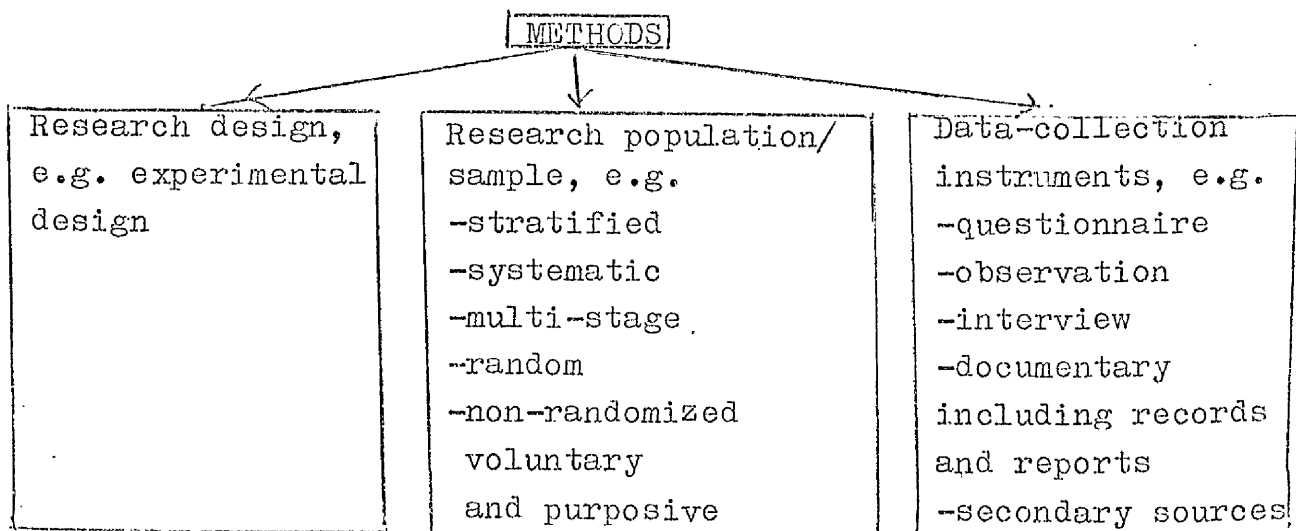 METHODS
Research design,
e.g. experimental
design
Research population/
sample, e.g.
-stratified
-systematic
-multi-stage
-random
-non-randomized
voluntary
and purposive
Data-collection
instruments, e.g.
-questionnaire
-observation
-interview
-documentary
including records
and reports
-secondary sources